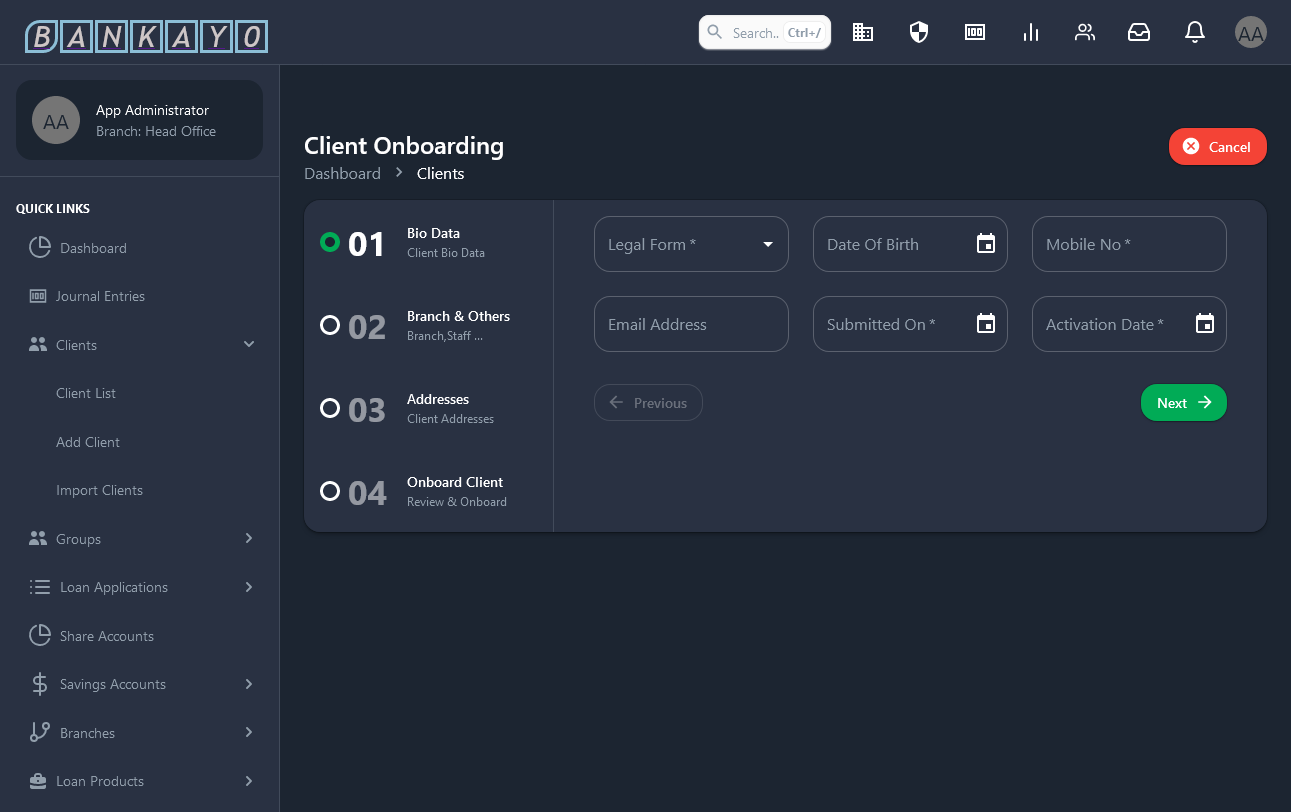 BANKAYO
Search.. Ctrl+/
AA
AA
App Administrator
Branch: Head Office
QUICK LINKS
Dashboard
Journal Entries
Clients
Client List
Add Client
Import Clients
Groups
Loan Applications
Share Accounts
Savings Accounts
Branches
Loan Products
Client Onboarding
Dashboard > Clients
Cancel
01
Bio Data
Client Bio Data
02
Branch & Others
Branch,Staff ...
03
Addresses
Client Addresses
04
Onboard Client
Review & Onboard
Legal Form *
Date Of Birth
Mobile No *
Email Address
Submitted On *
Activation Date *
Previous
Next